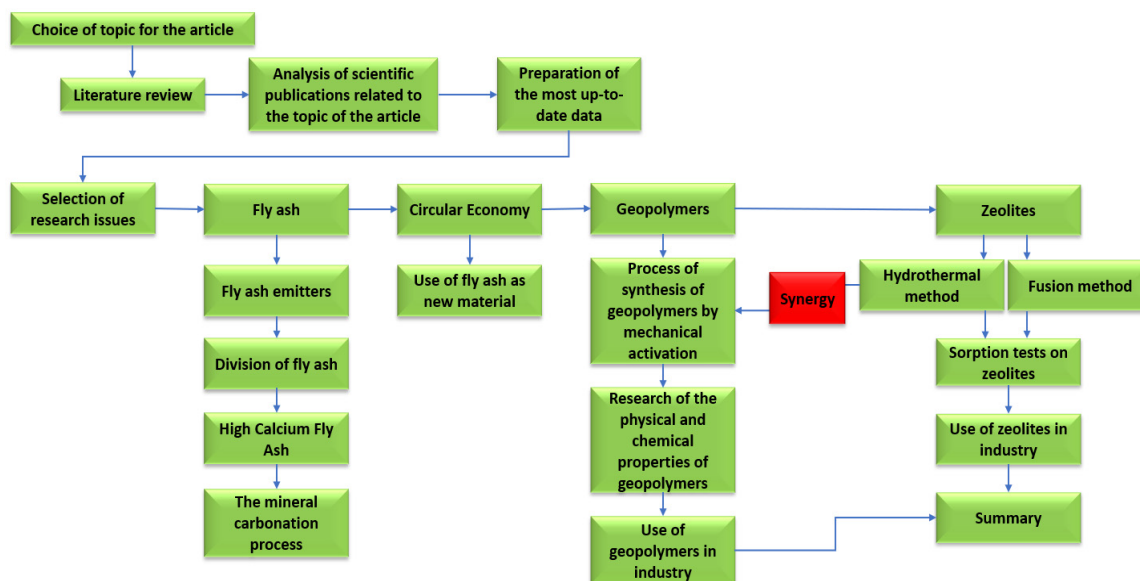 Choice of topic for the article
Literature review
Analysis of scientific
publications related to
the topic of the article
Preparation of
the most up-to-
date data
Selection of
research issues
Fly ash
Circular Economy
Geopolymers
Zeolites
Fly ash emitters
Use of fly ash as
new material
Process of
synthesis of
geopolymers by
mechanical
activation
Synergy
Hydrothermal
method
Fusion method
Division of fly ash
Sorption tests on
zeolites
High Calcium Fly
Ash
Research of the
physical and
chemical
properties of
geopolymers
Use of zeolites in
industry
The mineral
carbonation
process
Use of
geopolymers in
industry
Summary